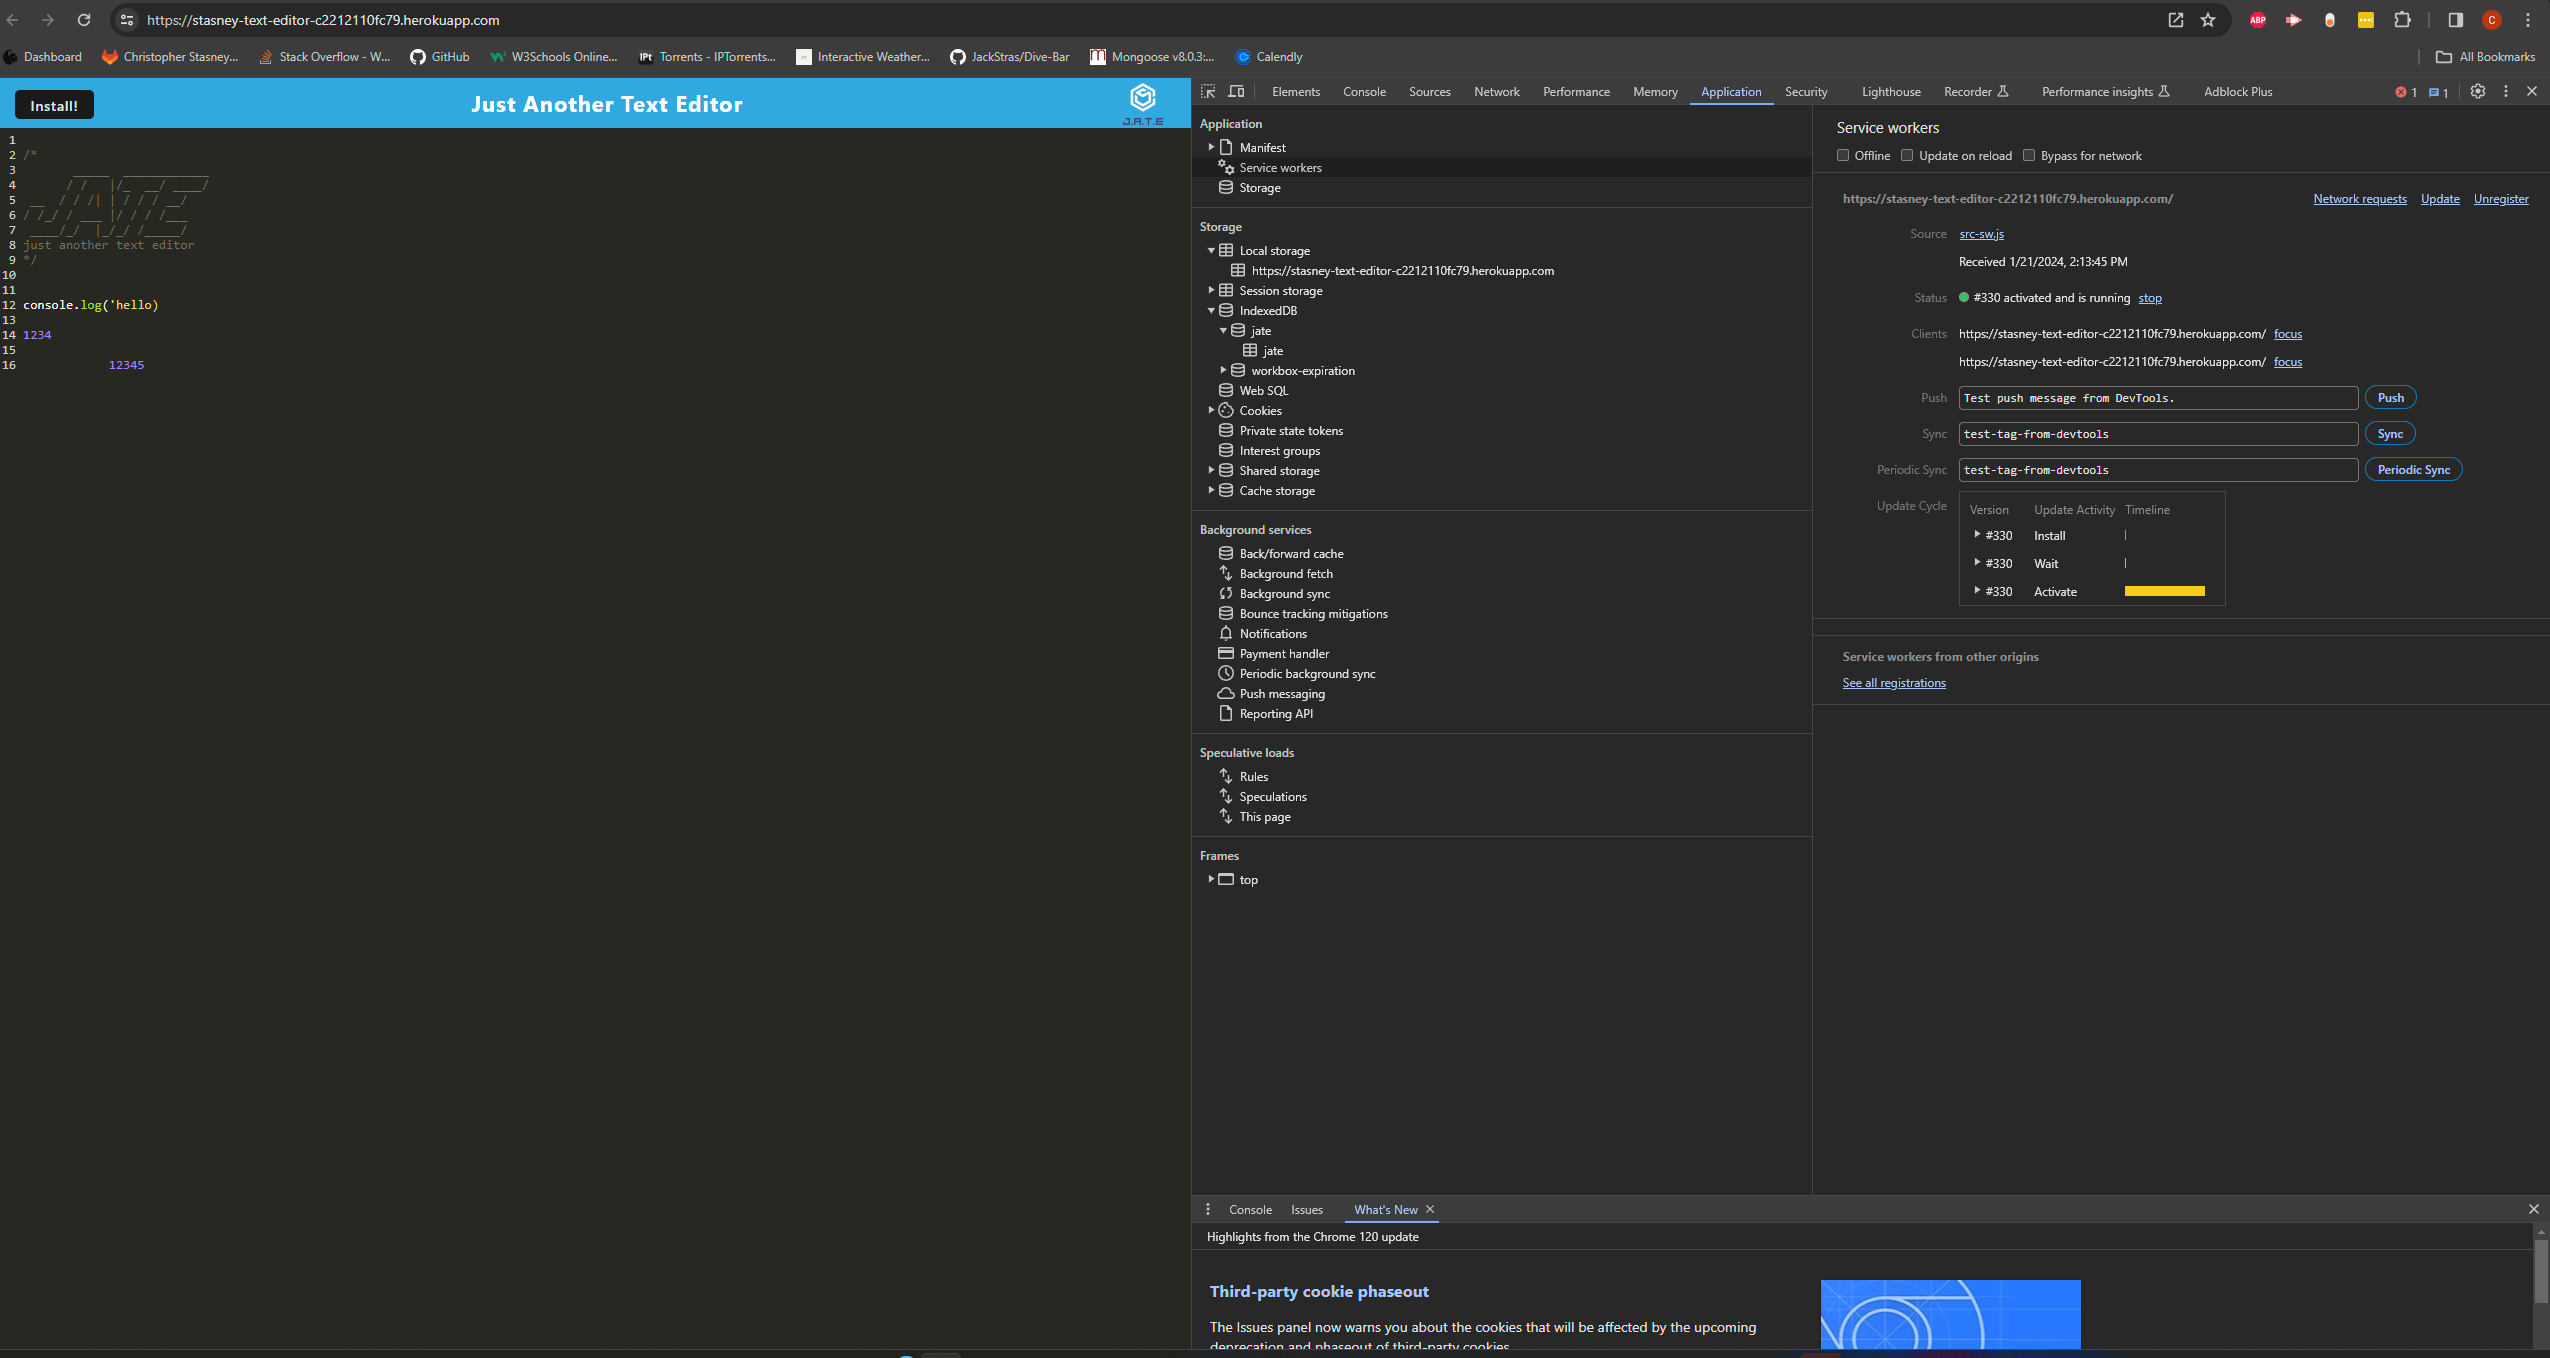 https://stasney-text-editor-c2212110fc79.herokuapp.com
ABP
C
Dashboard
Christopher Stasney...
Stack Overflow - W...
GitHub
W3Schools Online...
IPt Torrents - IPTorrents...
Interactive Weather...
JackStras/Dive-Bar
Mongoose v8.0.3:...
Calendly
All Bookmarks
Install!
Just Another Text Editor
J.A.T.E
1
2 /*
3
4
5
6
7
8 just another text editor
9 */
10
11
12 console.log('hello)
13
14 1234
15
16 12345
Elements Console Sources Network Performance Memory Application Security Lighthouse Recorder Performance insights Adblock Plus
1 1
Application
Manifest
Service workers
Storage
Storage
Local storage
https://stasney-text-editor-c2212110fc79.herokuapp.com
Session storage
IndexedDB
jate
jate
workbox-expiration
Web SQL
Cookies
Private state tokens
Interest groups
Shared storage
Cache storage
Background services
Back/forward cache
Background fetch
Background sync
Bounce tracking mitigations
Notifications
Payment handler
Periodic background sync
Push messaging
Reporting API
Speculative loads
Rules
Speculations
This page
Frames
top
Service workers
Offline Update on reload Bypass for network
https://stasney-text-editor-c2212110fc79.herokuapp.com/ Network requests Update Unregister
Source src-sw.js
Received 1/21/2024, 2:13:45 PM
Status #330 activated and is running stop
Clients https://stasney-text-editor-c2212110fc79.herokuapp.com/ focus
https://stasney-text-editor-c2212110fc79.herokuapp.com/ focus
Push Test push message from DevTools. Push
Sync test-tag-from-devtools Sync
Periodic Sync test-tag-from-devtools Periodic Sync
Update Cycle Version Update Activity Timeline
#330 Install
#330 Wait
#330 Activate
Service workers from other origins
See all registrations
Console Issues What's New
Highlights from the Chrome 120 update
Third-party cookie phaseout
The Issues panel now warns you about the cookies that will be affected by the upcoming
deprecation and phaseout of third-party cookies